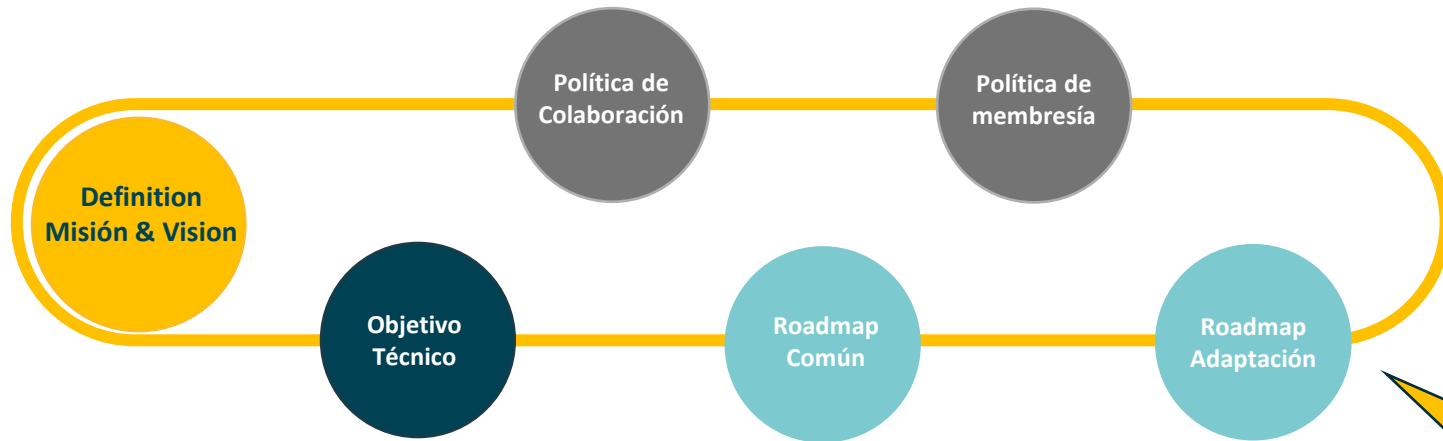 Política de
Colaboración
Política de
membresía
Definition
Misión & Vision
Objetivo
Técnico
Roadmap
Común
Roadmap
Adaptación